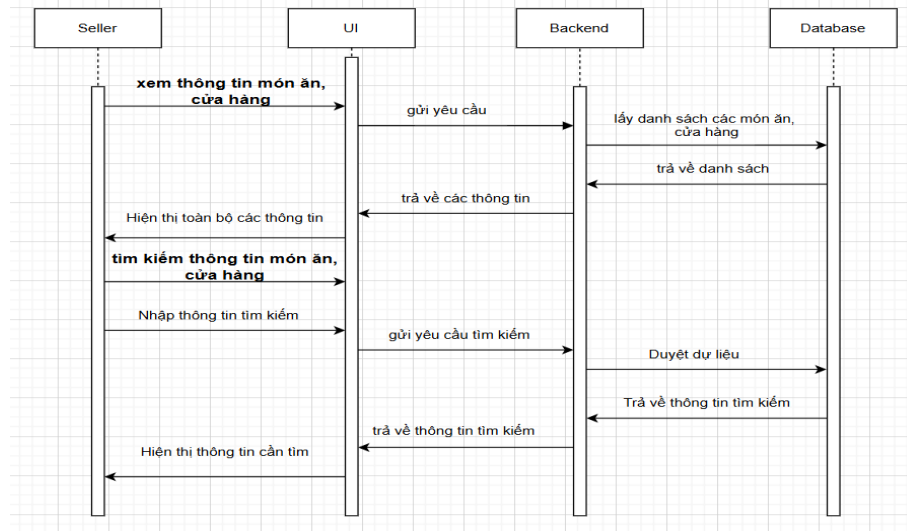 Seller
UI
Backend
Database
xem thông tin món ăn,
cửa hàng
gửi yêu cầu
lấy danh sách các món ăn,
cửa hàng
trả về danh sách
trả về các thông tin
Hiện thị toàn bộ các thông tin
tìm kiếm thông tin món ăn,
cửa hàng
Nhập thông tin tìm kiếm
gửi yêu cầu tìm kiếm
Duyệt dự liệu
Trả về thông tin tìm kiếm
trả về thông tin tìm kiếm
Hiện thị thông tin cần tìm